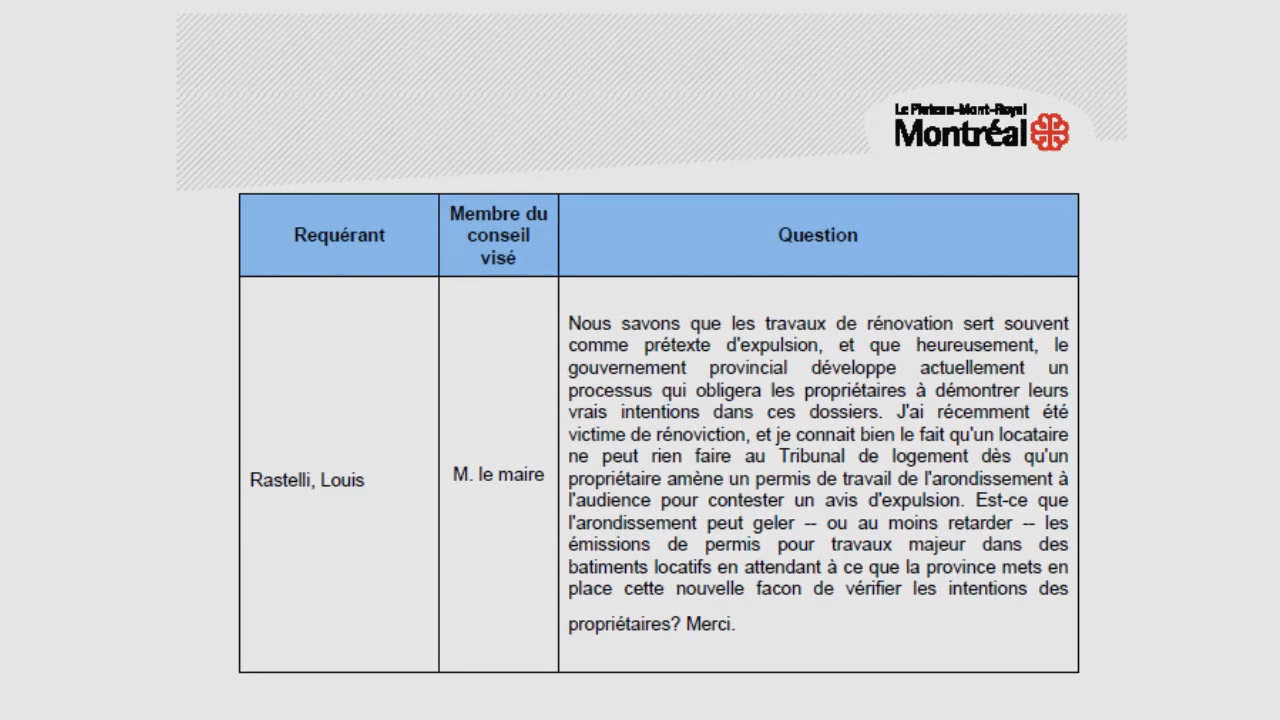 Le Plateau-Mont-Royal
Montréal
Requérant
Membre du
conseil
visé
Question
Rastelli, Louis
M. le maire
Nous savons que les travaux de rénovation sert souvent
comme prétexte d'expulsion, et que heureusement, le
gouvernement provincial développe actuellement un
processus qui obligera les propriétaires à démontrer leurs
vrais intentions dans ces dossiers. J'ai récemment été
victime de rénoviction, et je connait bien le fait qu'un locataire
ne peut rien faire au Tribunal de logement dès qu'un
propriétaire amène un permis de travail de l'arondissement à
l'audience pour contester un avis d'expulsion. Est-ce que
l'arondissement peut geler -- ou au moins retarder -- les
émissions de permis pour travaux majeur dans des
batiments locatifs en attendant à ce que la province mets en
place cette nouvelle facon de vérifier les intentions des
propriétaires? Merci.